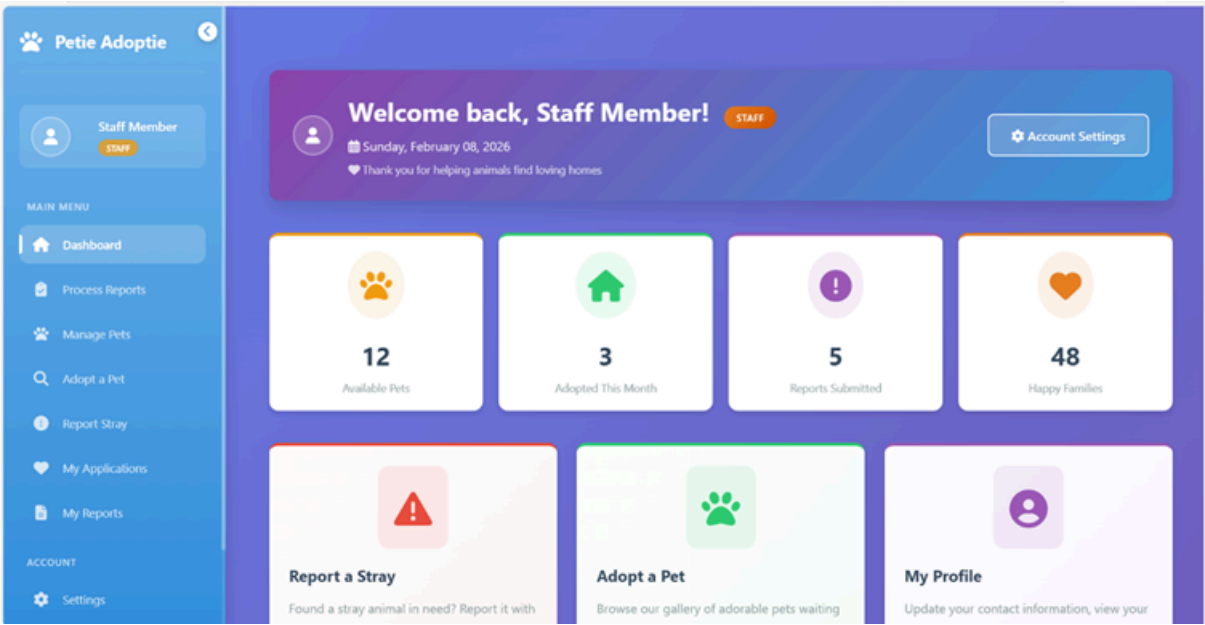 Petie Adoptie
Staff Member
STAFF
MAIN MENU
Dashboard
Process Reports
Manage Pets
Adopt a Pet
Report Stray
My Applications
My Reports
ACCOUNT
Settings
Welcome back, Staff Member! STAFF
Sunday, February 08, 2026
Thank you for helping animals find loving homes
Account Settings
12
Available Pets
3
Adopted This Month
5
Reports Submitted
48
Happy Families
Report a Stray
Found a stray animal in need? Report it with
Adopt a Pet
Browse our gallery of adorable pets waiting
My Profile
Update your contact information, view your